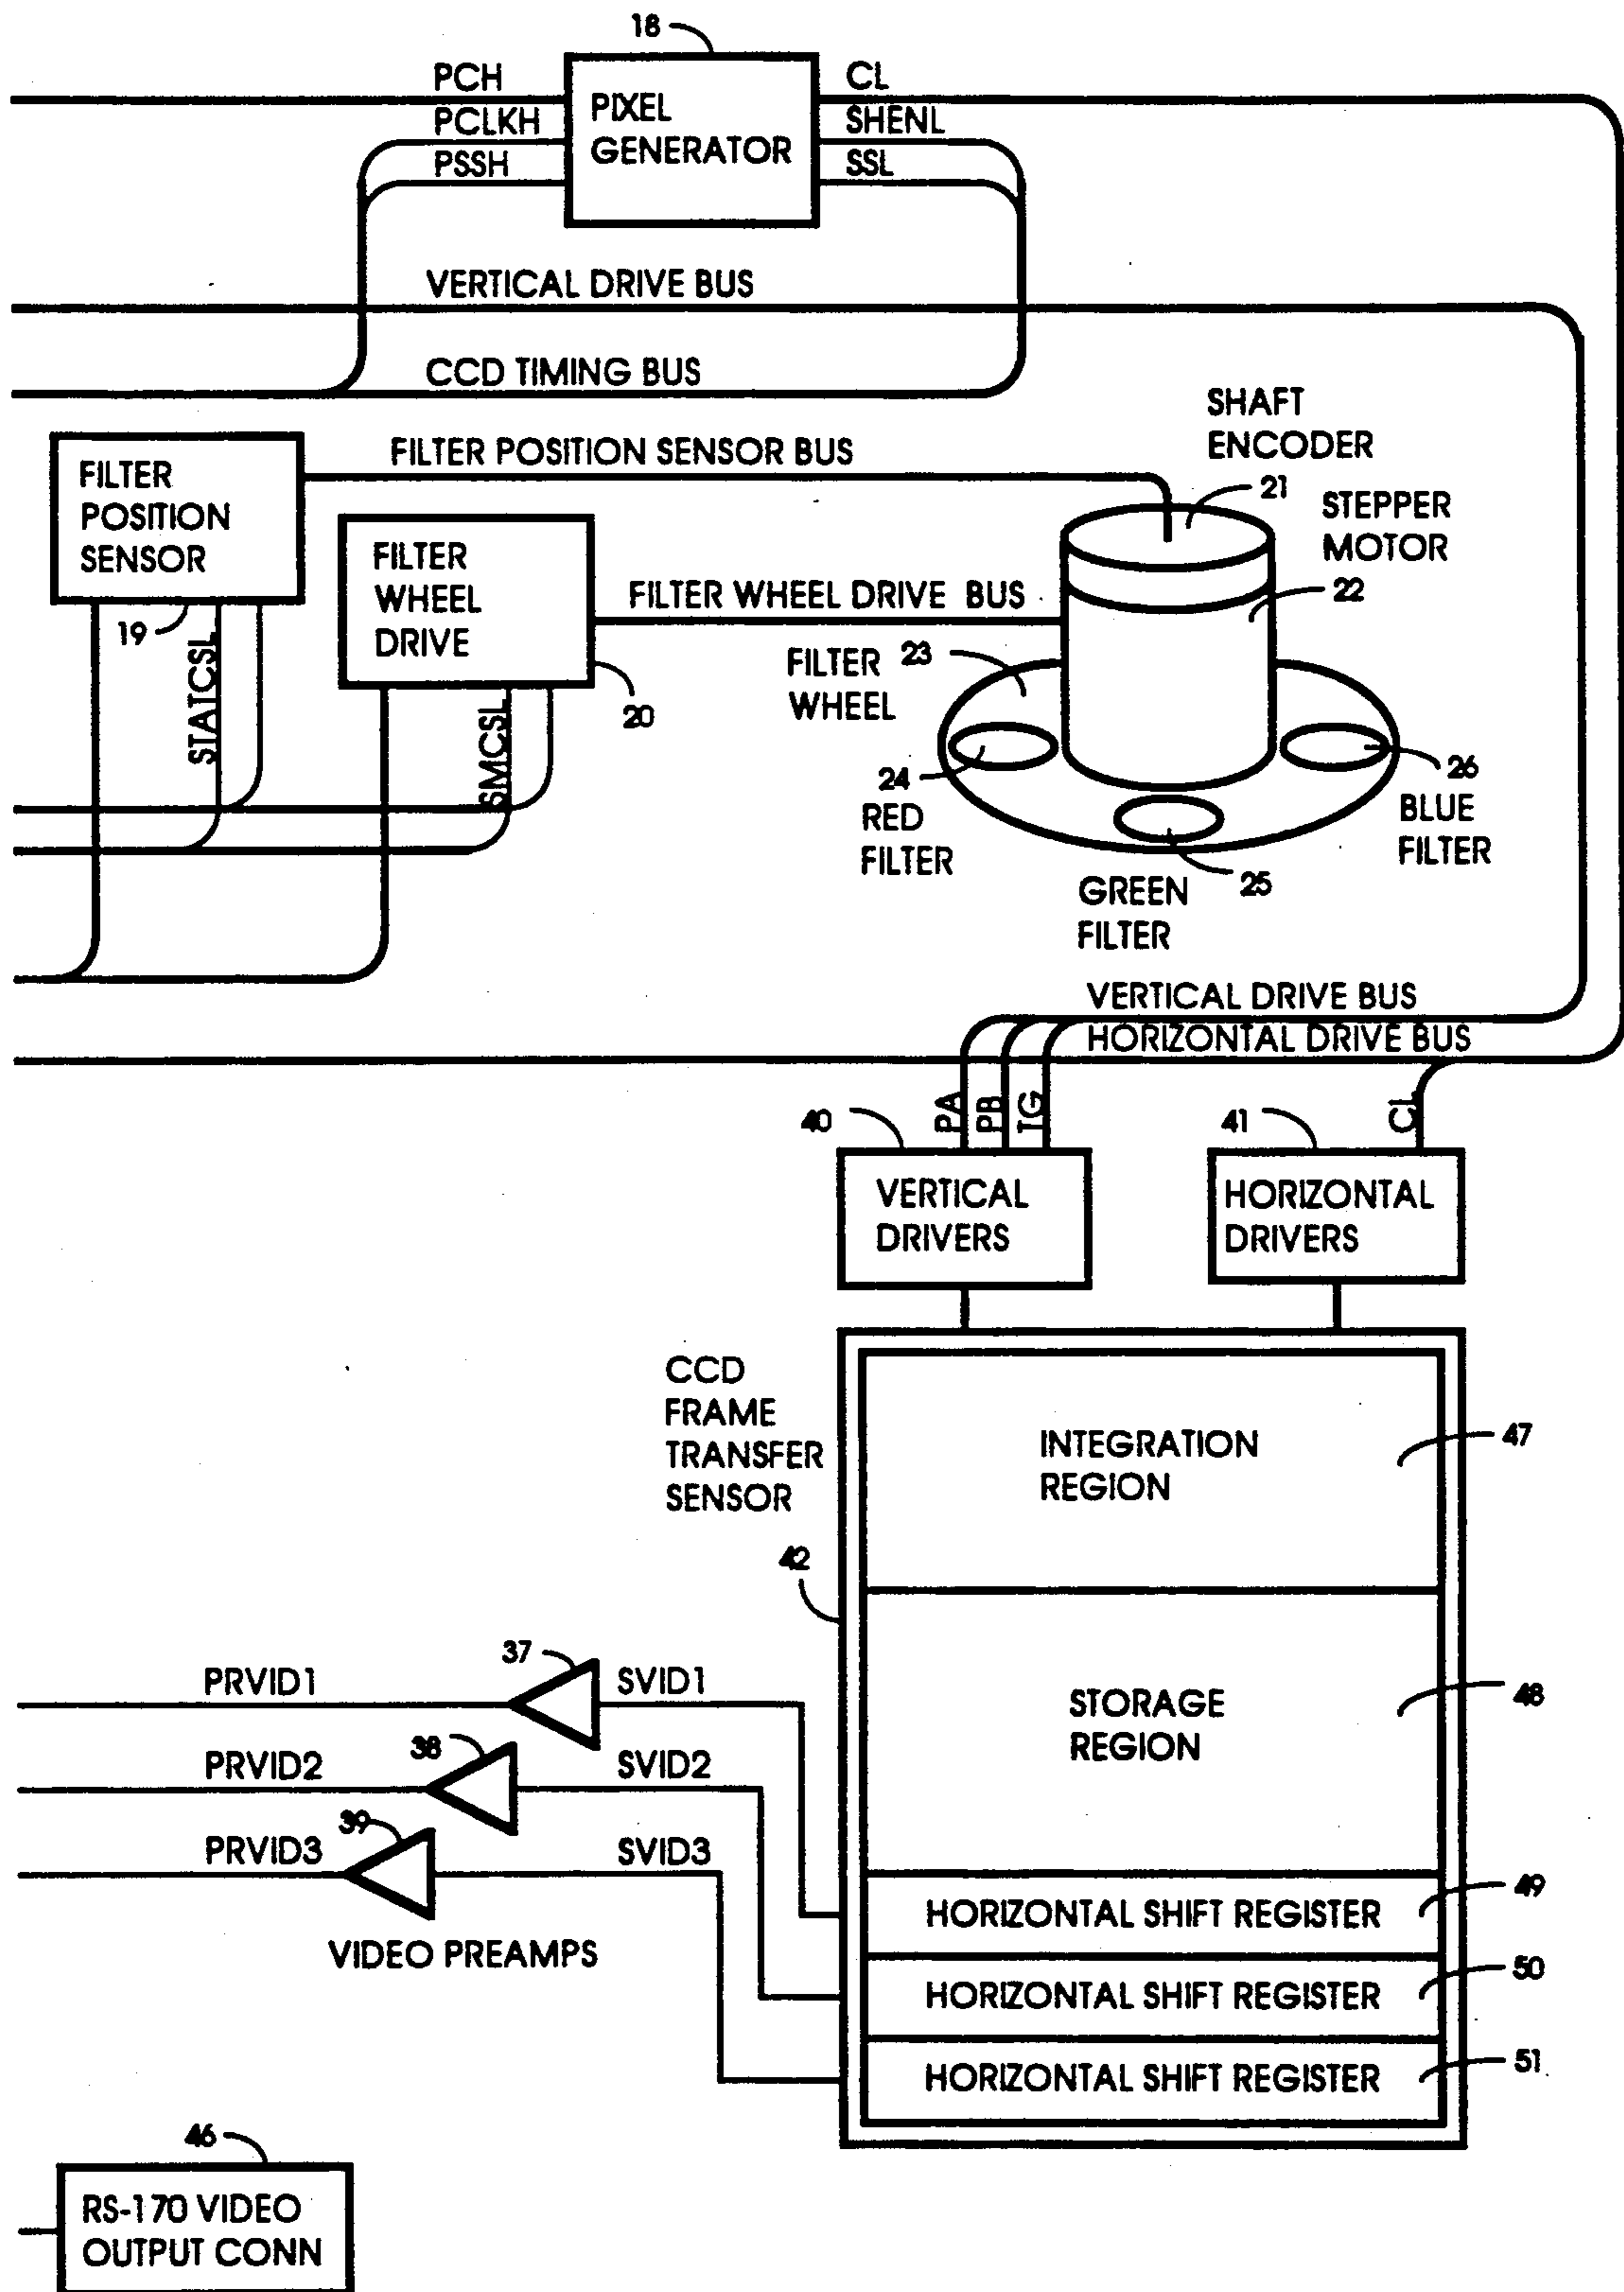 18
PCH
PCLKH
PSSH
PIXEL
GENERATOR
CL
SHENL
SSL
VERTICAL DRIVE BUS
CCD TIMING BUS
FILTER
POSITION
SENSOR
19
STATCSL
FILTER POSITION SENSOR BUS
FILTER
WHEEL
DRIVE
20
SMCSL
FILTER WHEEL DRIVE BUS
SHAFT
ENCODER
21
STEPPER
MOTOR
22
FILTER
WHEEL
23
24
RED
FILTER
GREEN
FILTER
25
26
BLUE
FILTER
VERTICAL DRIVE BUS
HORIZONTAL DRIVE BUS
PA
PB
IG
CL
40
VERTICAL
DRIVERS
41
HORIZONTAL
DRIVERS
CCD
FRAME
TRANSFER
SENSOR
42
INTEGRATION
REGION
47
STORAGE
REGION
48
HORIZONTAL SHIFT REGISTER
49
HORIZONTAL SHIFT REGISTER
50
HORIZONTAL SHIFT REGISTER
51
PRVID1
37
SVID1
PRVID2
38
SVID2
PRVID3
39
SVID3
VIDEO PREAMPS
46
RS-170 VIDEO
OUTPUT CONN